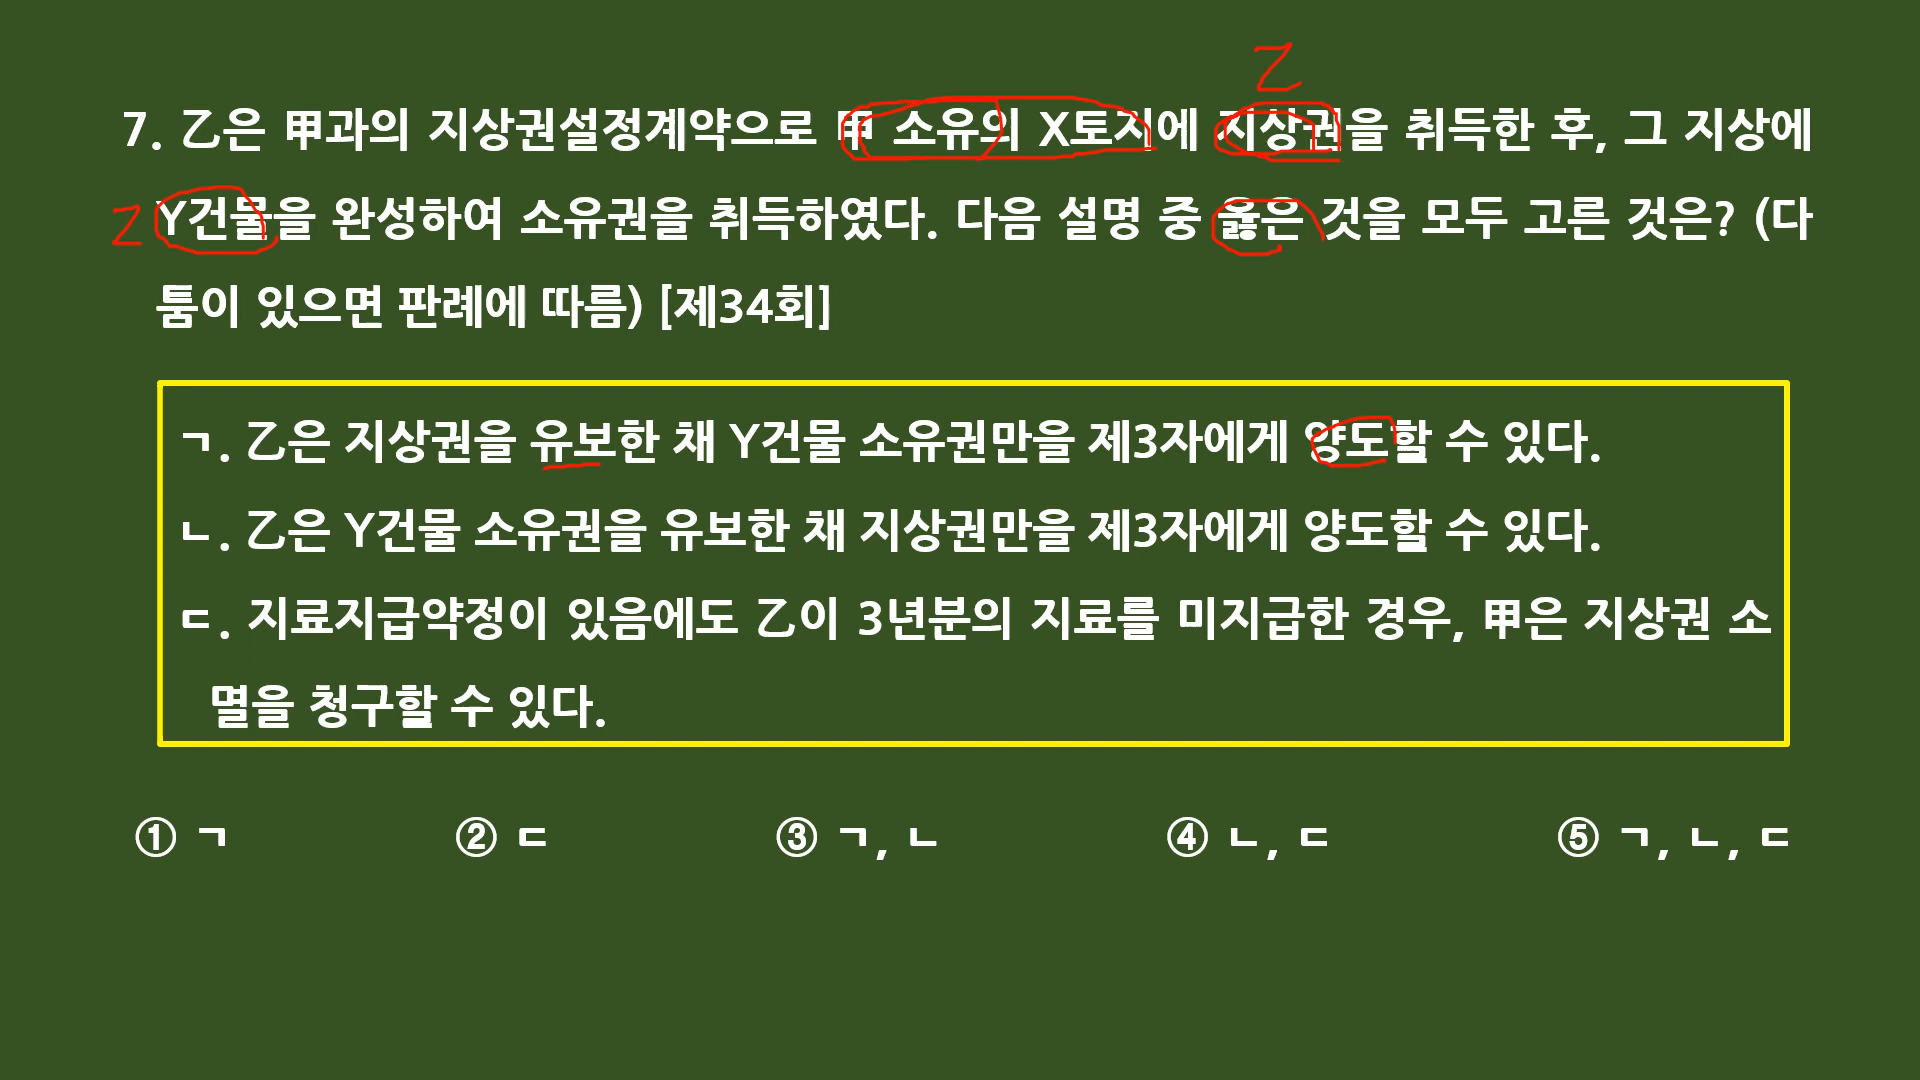 乙
7. 乙은 甲과의 지상권설정계약으로 甲 소유의 X토지에 지상권을 취득한 후, 그 지상에
乙 Y건물을 완성하여 소유권을 취득하였다. 다음 설명 중 옳은 것을 모두 고른 것은? (다
툼이 있으면 판례에 따름) [제34회]
ㄱ. 乙은 지상권을 유보한 채 Y건물 소유권만을 제3자에게 양도할 수 있다.
ㄴ. 乙은 Y건물 소유권을 유보한 채 지상권만을 제3자에게 양도할 수 있다.
ㄷ. 지료지급약정이 있음에도 乙이 3년분의 지료를 미지급한 경우, 甲은 지상권 소
멸을 청구할 수 있다.
① ㄱ ② ㄷ ③ ㄱ, ㄴ ④ ㄴ, ㄷ ⑤ ㄱ, ㄴ, ㄷ